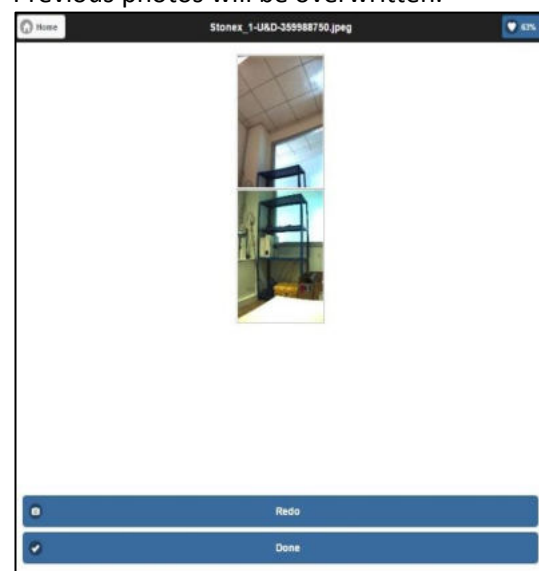 Previous photos will be overwritten.
Home
Stonex_1-U&D-359988750.jpeg
63%
Redo
Done